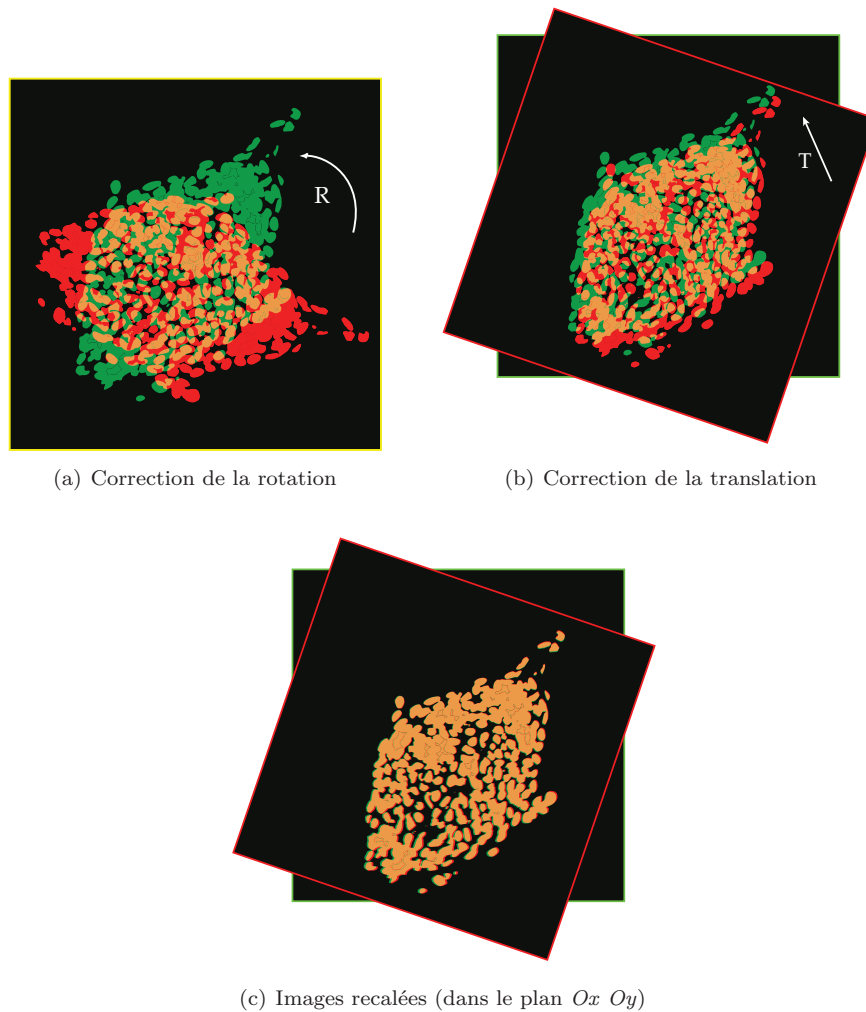 R
T
(a) Correction de la rotation
(b) Correction de la translation
(c) Images recalées (dans le plan Ox Oy)